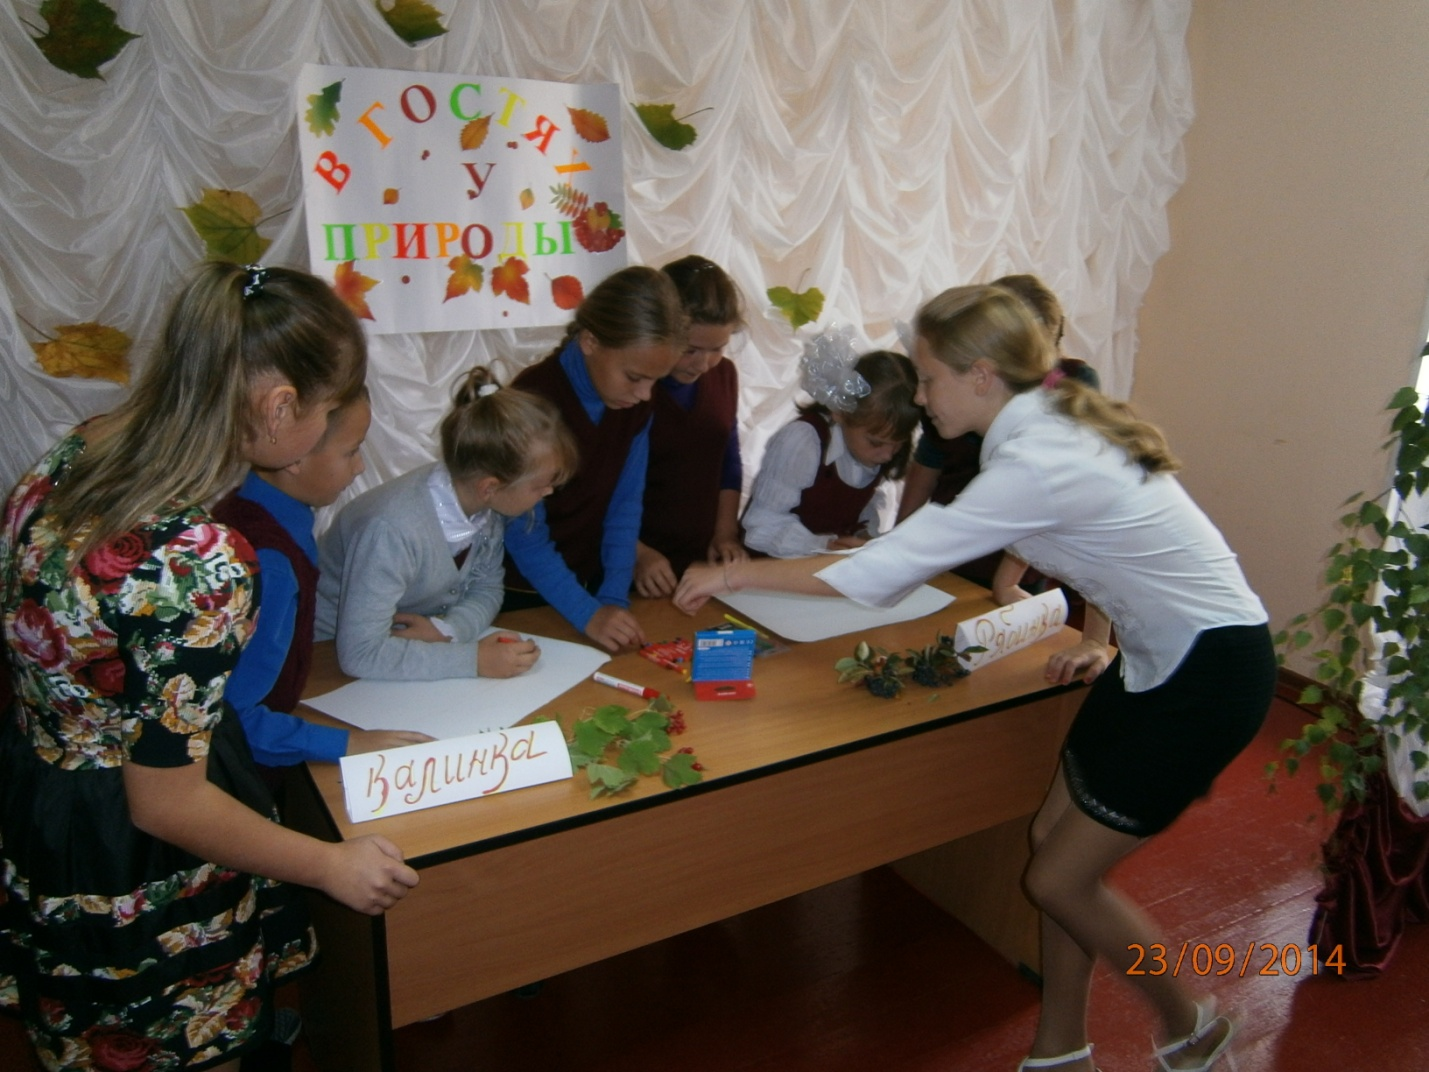 В ГОСТЯХ
У
ПРИРОДЫ
Калинка
Рябинка
23/09/2014